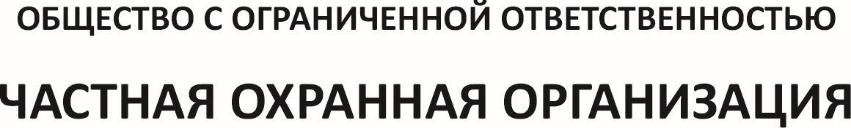 ОБЩЕСТВО С ОГРАНИЧЕННОЙ ОТВЕТСТВЕННОСТЬЮ
ЧАСТНАЯ ОХРАННАЯ ОРГАНИЗАЦИЯ